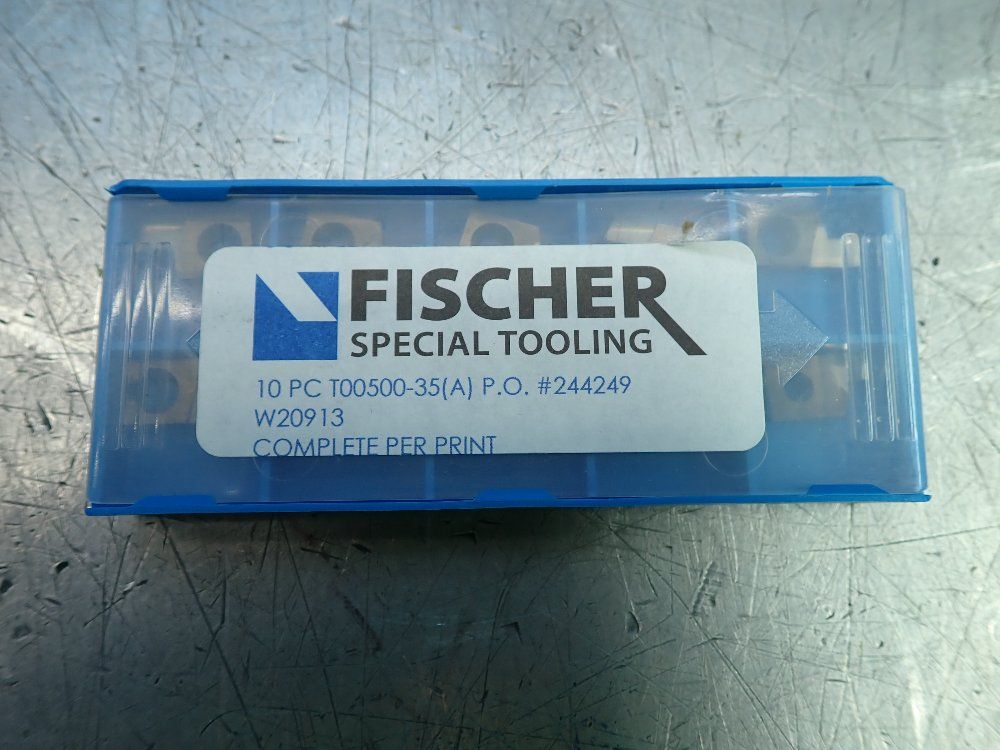 FISCHER
SPECIAL TOOLING
10 PC T00500-35(A) P.O. #244249
W20913
COMPLETE PER PRINT